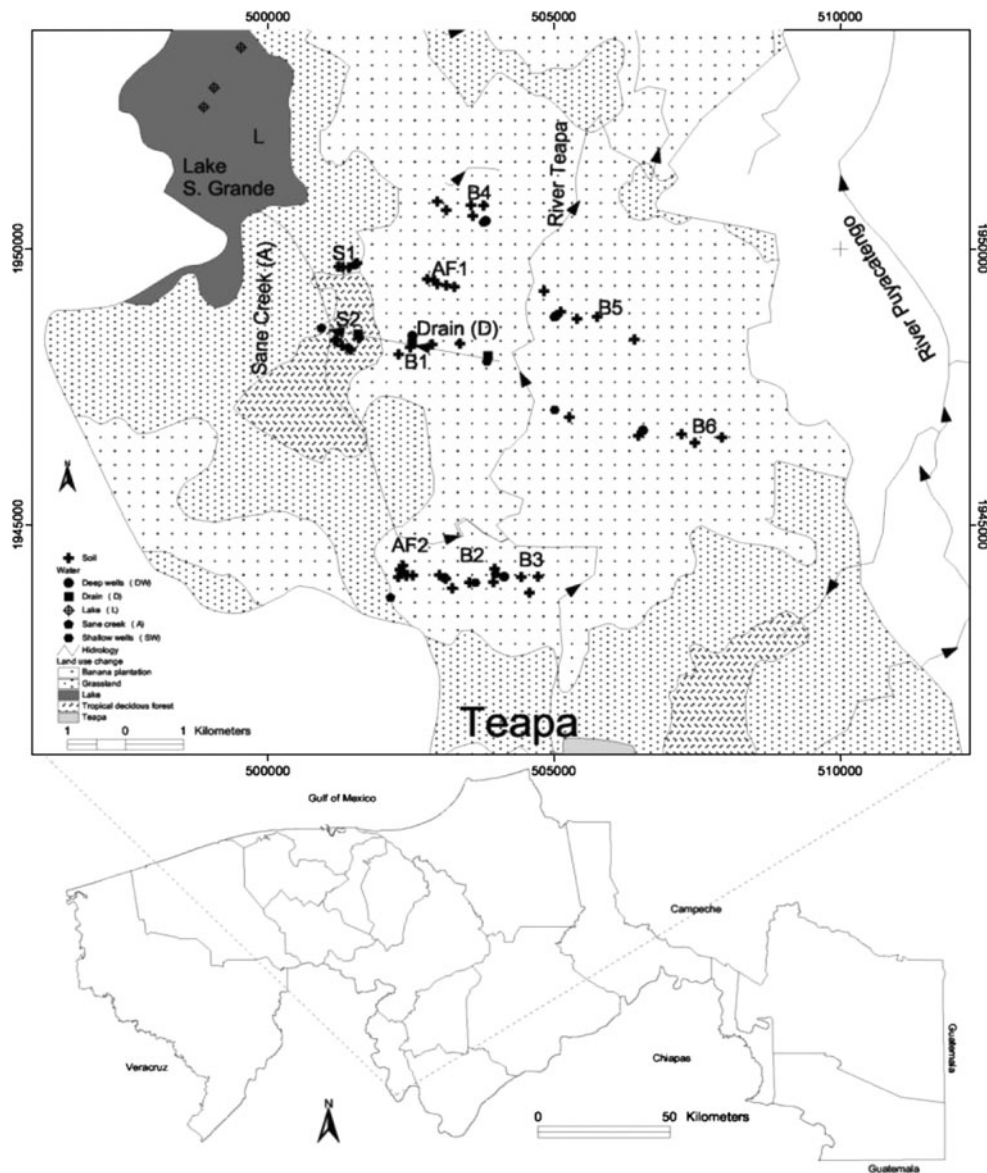 500000
505000
510000
L
Lake
S. Grande
River Teapa
B4
1950000
1950000
S1
Sane Creek (A)
AF1
B5
River Puyacatengo
S2
Drain (D)
B1
B6
N
1945000
1945000
AF2
B2
B3
Soil
Water
Deep wells ( DW)
Drain ( D)
Lake ( L)
Sane creek ( A)
Shallow wells ( SW)
Hidrology
Land use change
Banana plantation
Grassland
Lake
Tropical decidous forest
Teapa
1 0 1 Kilometers
Teapa
500000
505000
510000
Gulf of Mexico
Campeche
Guatemala
Veracruz
Chiapas
N
0 50 Kilometers
Guatemala